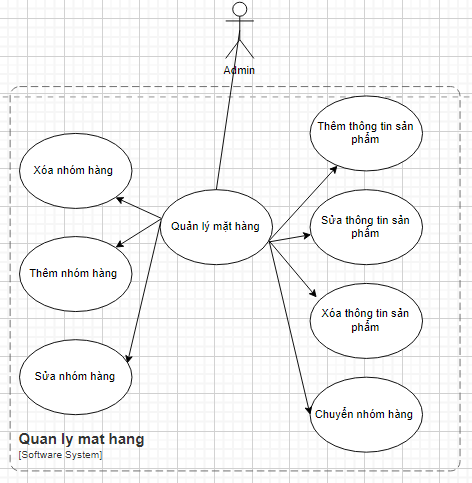 Admin
Thêm thông tin sản
phẩm
Xóa nhóm hàng
Quản lý mặt hàng
Sửa thông tin sản
phẩm
Thêm nhóm hàng
Xóa thông tin sản
phẩm
Sửa nhóm hàng
Chuyển nhóm hàng
Quan ly mat hang
[Software System]